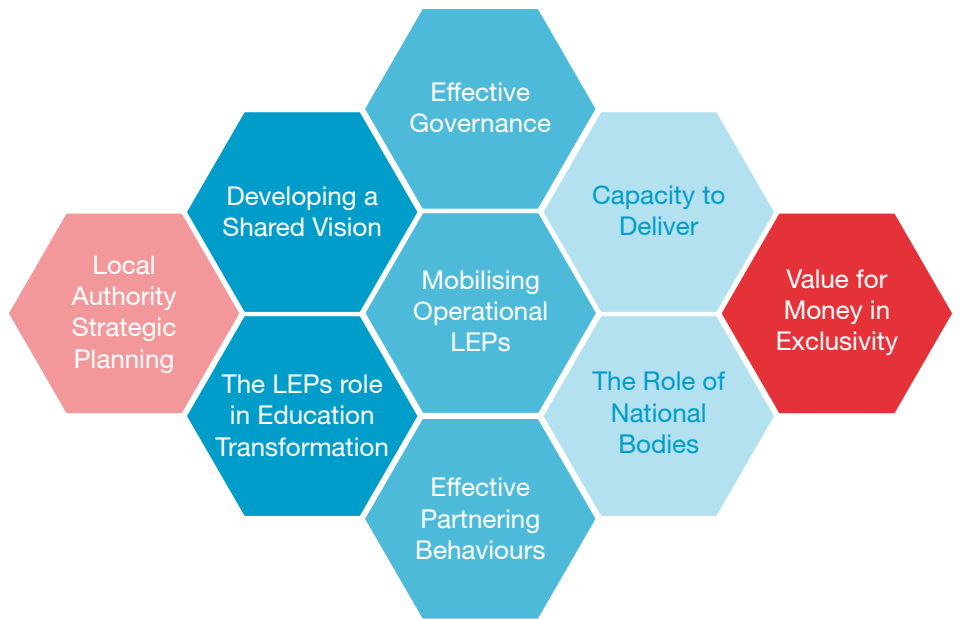 Effective
Governance
Developing a
Shared Vision
Capacity to
Deliver
Local
Authority
Strategic
Planning
Mobilising
Operational
LEPs
Value for
Money in
Exclusivity
The LEPs role
in Education
Transformation
The Role of
National
Bodies
Effective
Partnering
Behaviours